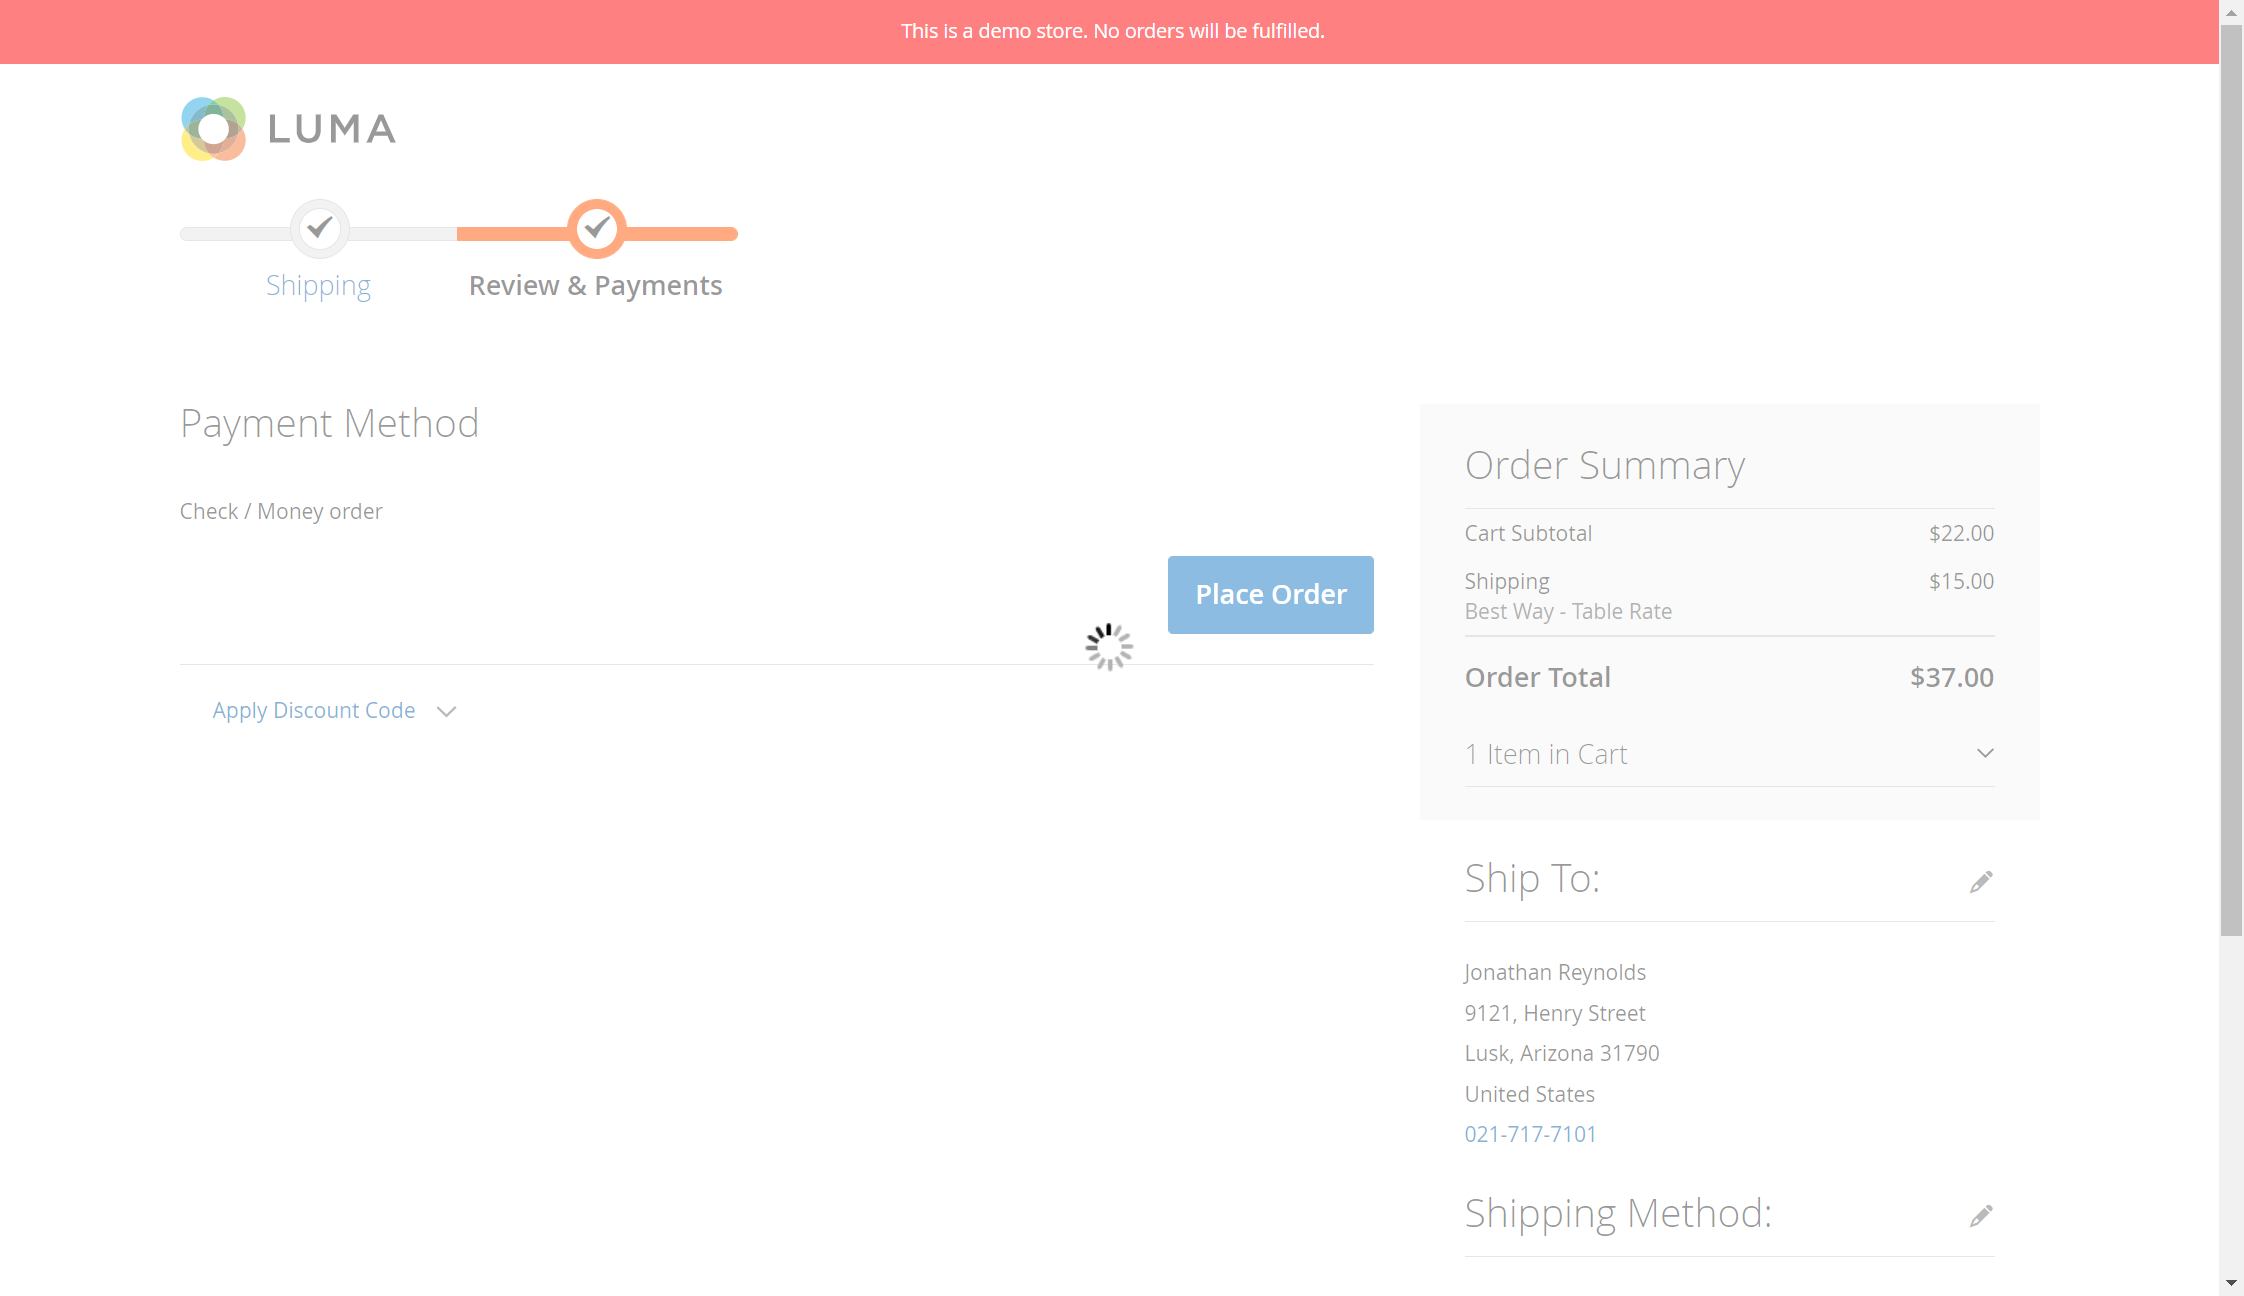 This is a demo store. No orders will be fulfilled.
LUMA
Shipping
Review & Payments
Payment Method
Check / Money order
Place Order
Apply Discount Code
Order Summary
Cart Subtotal $22.00
Shipping $15.00
Best Way - Table Rate
Order Total $37.00
1 Item in Cart
Ship To:
Jonathan Reynolds
9121, Henry Street
Lusk, Arizona 31790
United States
021-717-7101
Shipping Method: